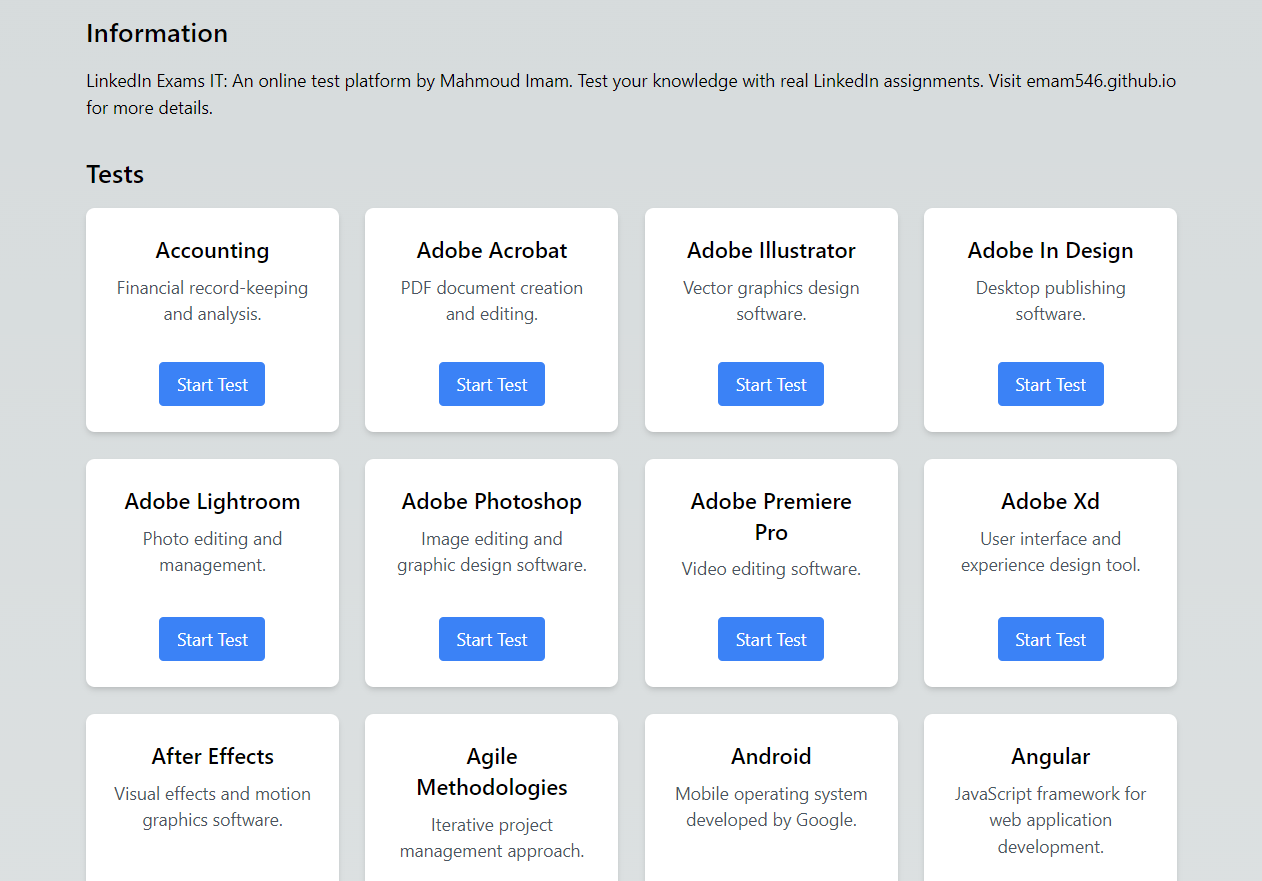 Information
LinkedIn Exams IT: An online test platform by Mahmoud Imam. Test your knowledge with real LinkedIn assignments. Visit emam546.github.io
for more details.
Tests
Accounting
Financial record-keeping
and analysis.
Start Test
Adobe Acrobat
PDF document creation
and editing.
Start Test
Adobe Illustrator
Vector graphics design
software.
Start Test
Adobe In Design
Desktop publishing
software.
Start Test
Adobe Lightroom
Photo editing and
management.
Start Test
Adobe Photoshop
Image editing and
graphic design software.
Start Test
Adobe Premiere
Pro
Video editing software.
Start Test
Adobe Xd
User interface and
experience design tool.
Start Test
After Effects
Visual effects and motion
graphics software.
Agile
Methodologies
Iterative project
management approach.
Android
Mobile operating system
developed by Google.
Angular
JavaScript framework for
web application
development.